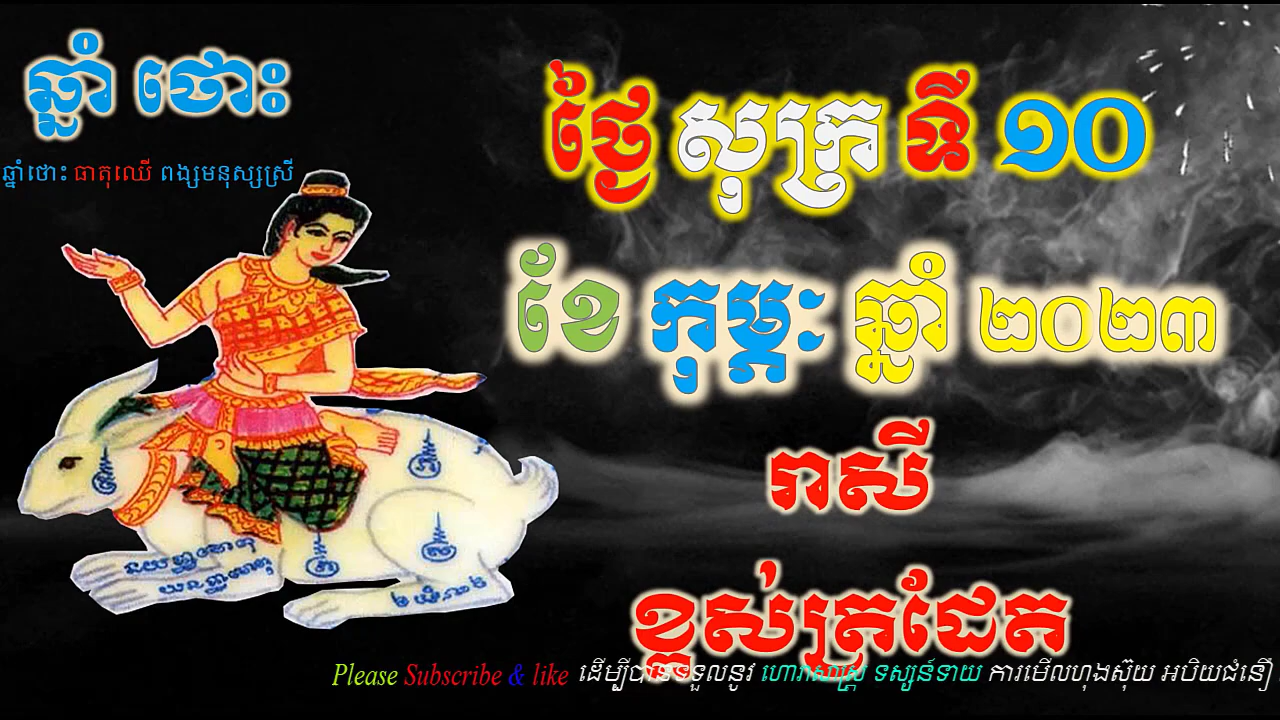 ឆ្នាំ ថោះ
ឆ្នាំថោះ ធាតុឈើ ពង្សមនុស្សស្រី
ថ្ងៃ សុក្រ ទី ១០
ខែ កុម្ភៈ ឆ្នាំ ២០២៣
រាសី
ខ្ពស់ត្រដែត
Please Subscribe & like ដើម្បីបានទទួលនូវ ហោរាសាស្ត្រ ទស្សន៍ទាយ ការមើលហុងស៊ុយ អបិយជំនឿ